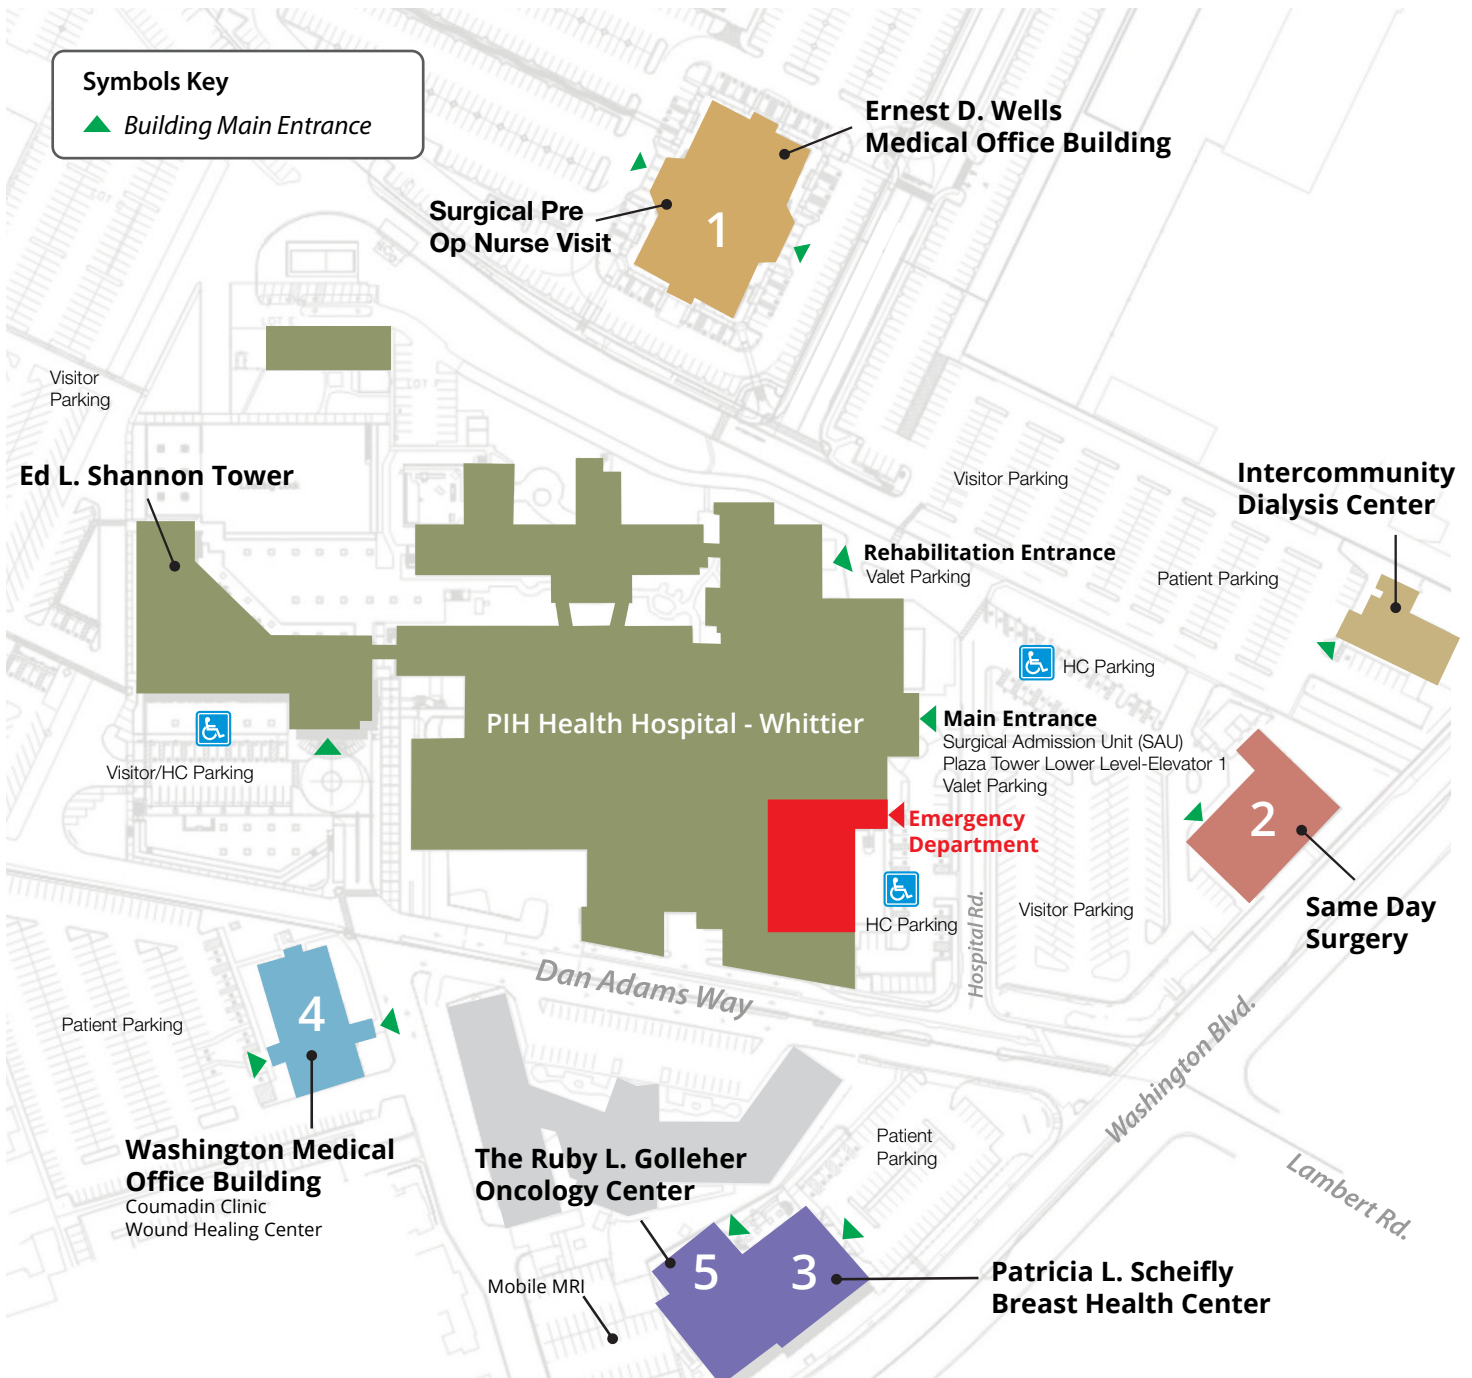 Symbols Key
Building Main Entrance
Ernest D. Wells
Medical Office Building
Surgical Pre
Op Nurse Visit
1
LOT E
LOT E
Visitor
Parking
Ed L. Shannon Tower
Visitor Parking
Intercommunity
Dialysis Center
Rehabilitation Entrance
Valet Parking
Patient Parking
HC Parking
PIH Health Hospital - Whittier
Main Entrance
Surgical Admission Unit (SAU)
Plaza Tower Lower Level-Elevator 1
Valet Parking
Visitor/HC Parking
Emergency
Department
2
HC Parking
Hospital Rd.
Visitor Parking
Same Day
Surgery
Dan Adams Way
4
Patient Parking
Washington Blvd.
Washington Medical
Office Building
Coumadin Clinic
Wound Healing Center
The Ruby L. Golleher
Oncology Center
Patient
Parking
Lambert Rd.
5
3
Mobile MRI
Patricia L. Scheifly
Breast Health Center